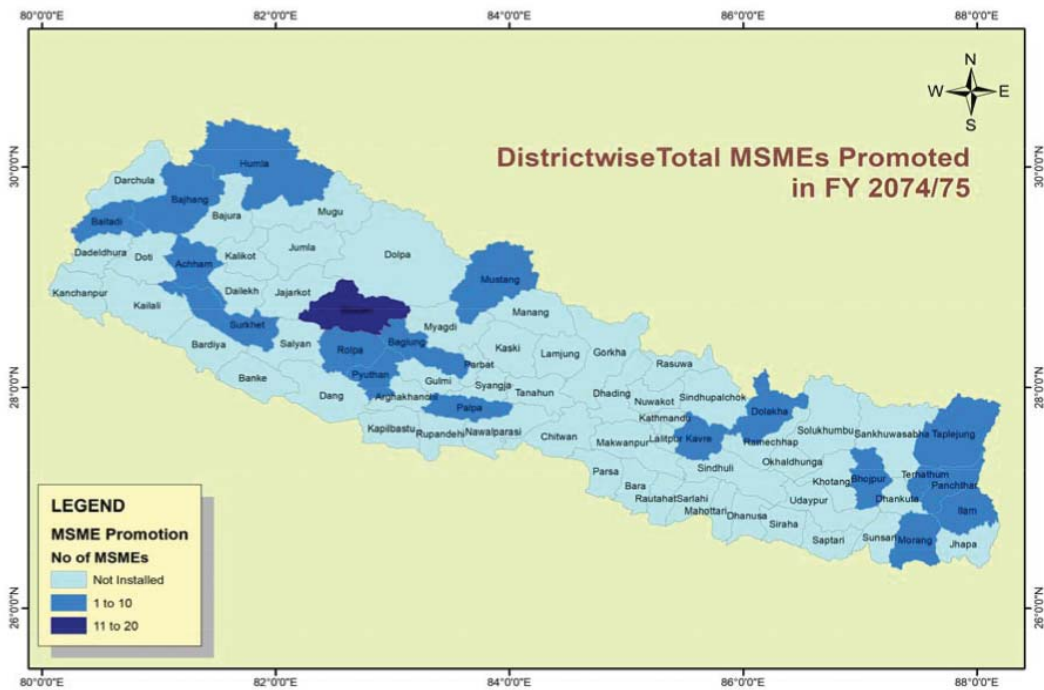 80°0'0"E 82°0'0"E 84°0'0"E 86°0'0"E 88°0'0"E
N
W E
S
DistrictwiseTotal MSMEs Promoted
in FY 2074/75
30°0'0"N
30°0'0"N
28°0'0"N
28°0'0"N
26°0'0"N
26°0'0"N
Humla
Darchula
Bajhang
Baitadi
Bajura
Mugu
Dadeldhura
Doti
Achham
Kalikot
Jumla
Dolpa
Mustang
Kanchanpur
Kailali
Dailekh
Jajarkot
Surkhet
Bardiya
Salyan
Rolpa
Baglung
Myagdi
Manang
Banke
Dang
Pyuthan
Gulmi
Parbat
Kaski
Lamjung
Gorkha
Rasuwa
Arghakhanchi
Syangja
Tanahun
Dhading
Nuwakot
Sindhupalchok
Kapilbastu
Palpa
Rupandehi
Nawalparasi
Chitwan
Makwanpur
Kathmandu
Lalitpur
Kavre
Dolakha
Ramechhap
Solukhumbu
Sankhuwasabha
Taplejung
Parsa
Bara
Sindhuli
Okhaldhunga
Khotang
Bhojpur
Terhathum
Panchthar
Rautahat
Sarlahi
Mahottari
Dhanusa
Siraha
Udaypur
Dhankuta
Ilam
Saptari
Sunsari
Morang
Jhapa
LEGEND
MSME Promotion
No of MSMEs
Not Installed
1 to 10
11 to 20
80°0'0"E 82°0'0"E 84°0'0"E 86°0'0"E 88°0'0"E